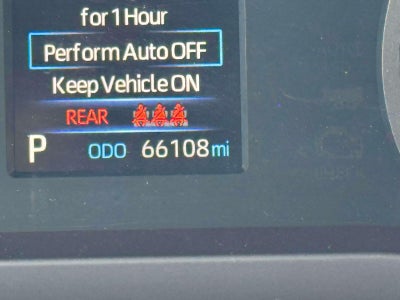 for 1 Hour
Perform Auto OFF
Keep Vehicle ON
REAR
P ODO 66108 mi